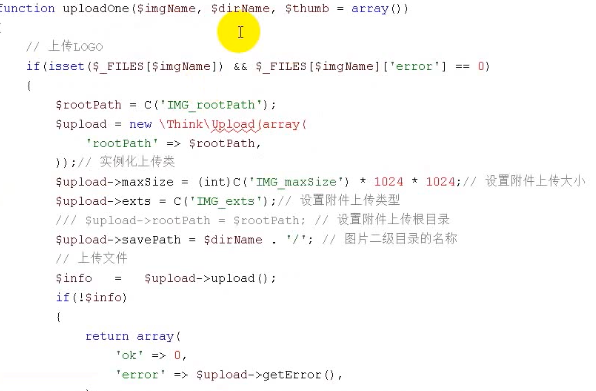 function uploadOne($imgName, $dirName, $thumb = array())
{
// 上传LOGO
if(isset($_FILES[$imgName]) && $_FILES[$imgName]['error'] == 0)
{
$rootPath = C('IMG_rootPath');
$upload = new \Think\Upload(array(
'rootPath' => $rootPath,
));// 实例化上传类
$upload->maxSize = (int)C('IMG_maxSize') * 1024 * 1024;// 设置附件上传大小
$upload->exts = C('IMG_exts');// 设置附件上传类型
/// $upload->rootPath = $rootPath; // 设置附件上传根目录
$upload->savePath = $dirName . '/'; // 图片二级目录的名称
// 上传文件
$info = $upload->upload();
if(!$info)
{
return array(
'ok' => 0,
'error' => $upload->getError(),